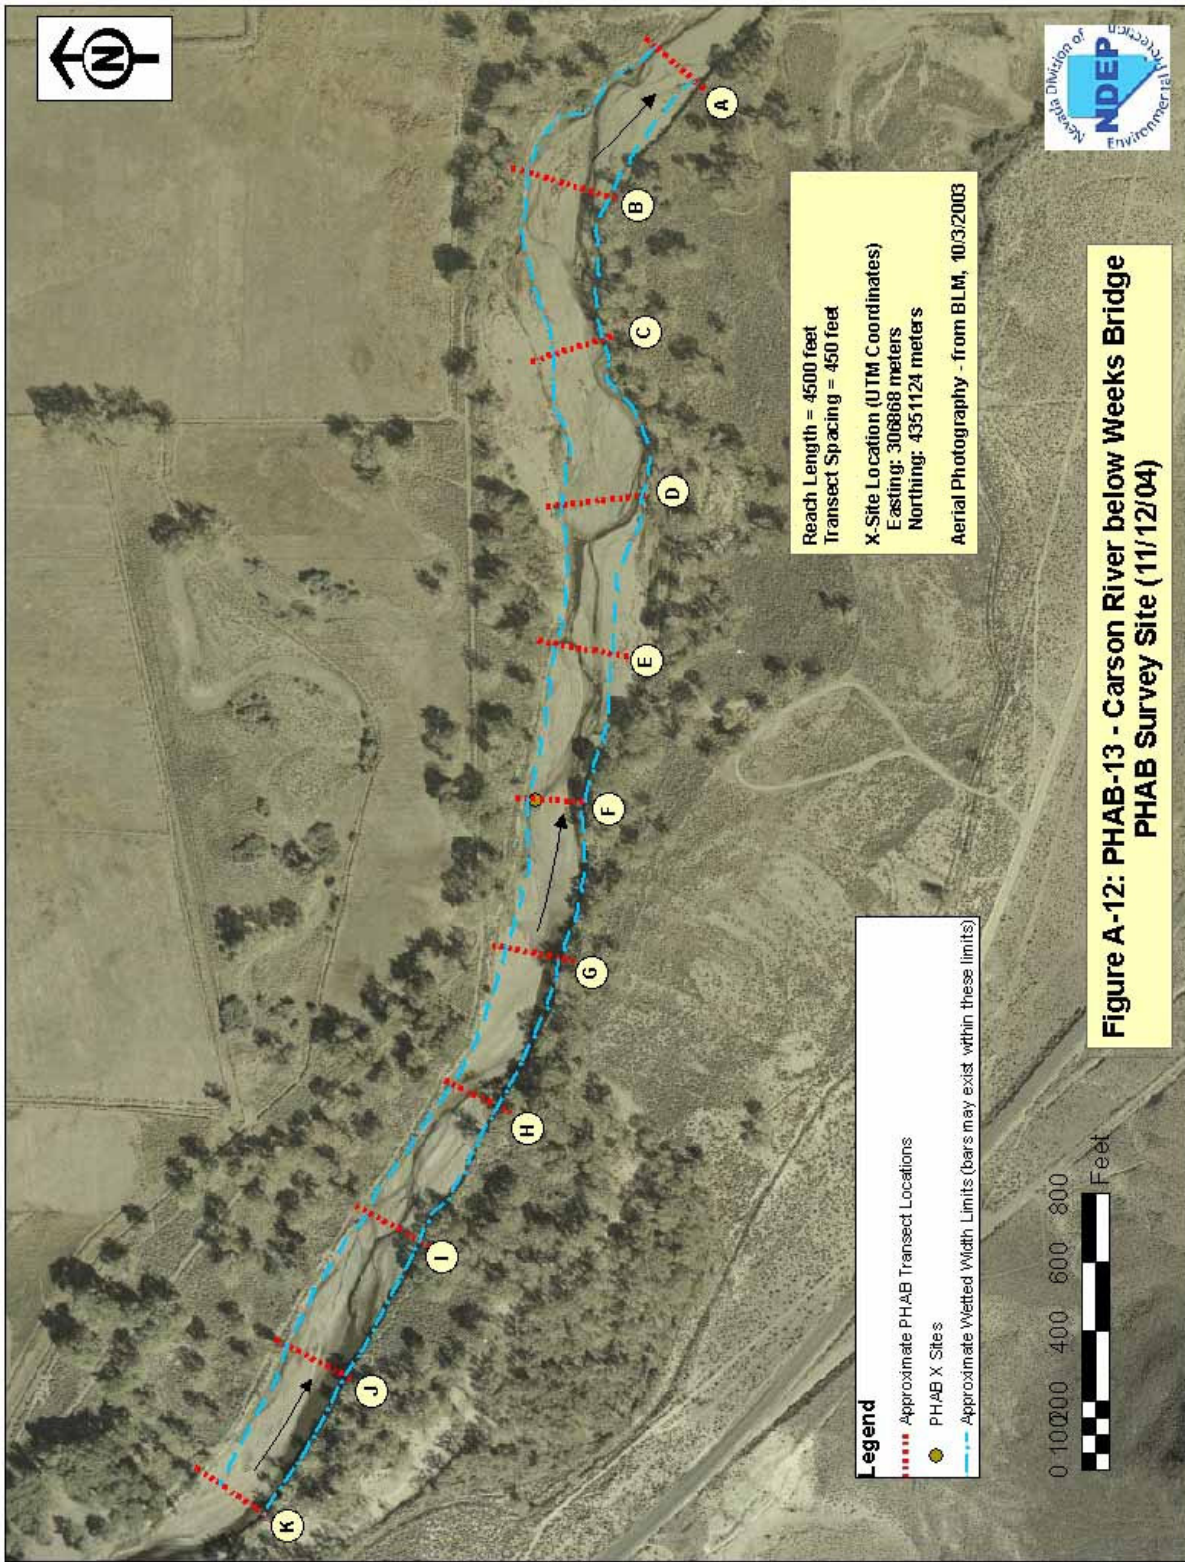 N
Nevada Division of
NDEP
Environmental Protection
A
B
C
D
E
F
G
H
I
J
K
Reach Length = 4500 feet
Transect Spacing = 450 feet
X-Site Location (UTM Coordinates)
Easting: 306868 meters
Northing: 4351124 meters
Aerial Photography - from BLM, 10/3/2003
Legend
Approximate PHAB Transect Locations
PHAB X Sites
Approximate Wetted Width Limits (bars may exist within these limits)
0 100200 400 600 800
Feet
Figure A-12: PHAB-13 - Carson River below Weeks Bridge
PHAB Survey Site (11/12/04)